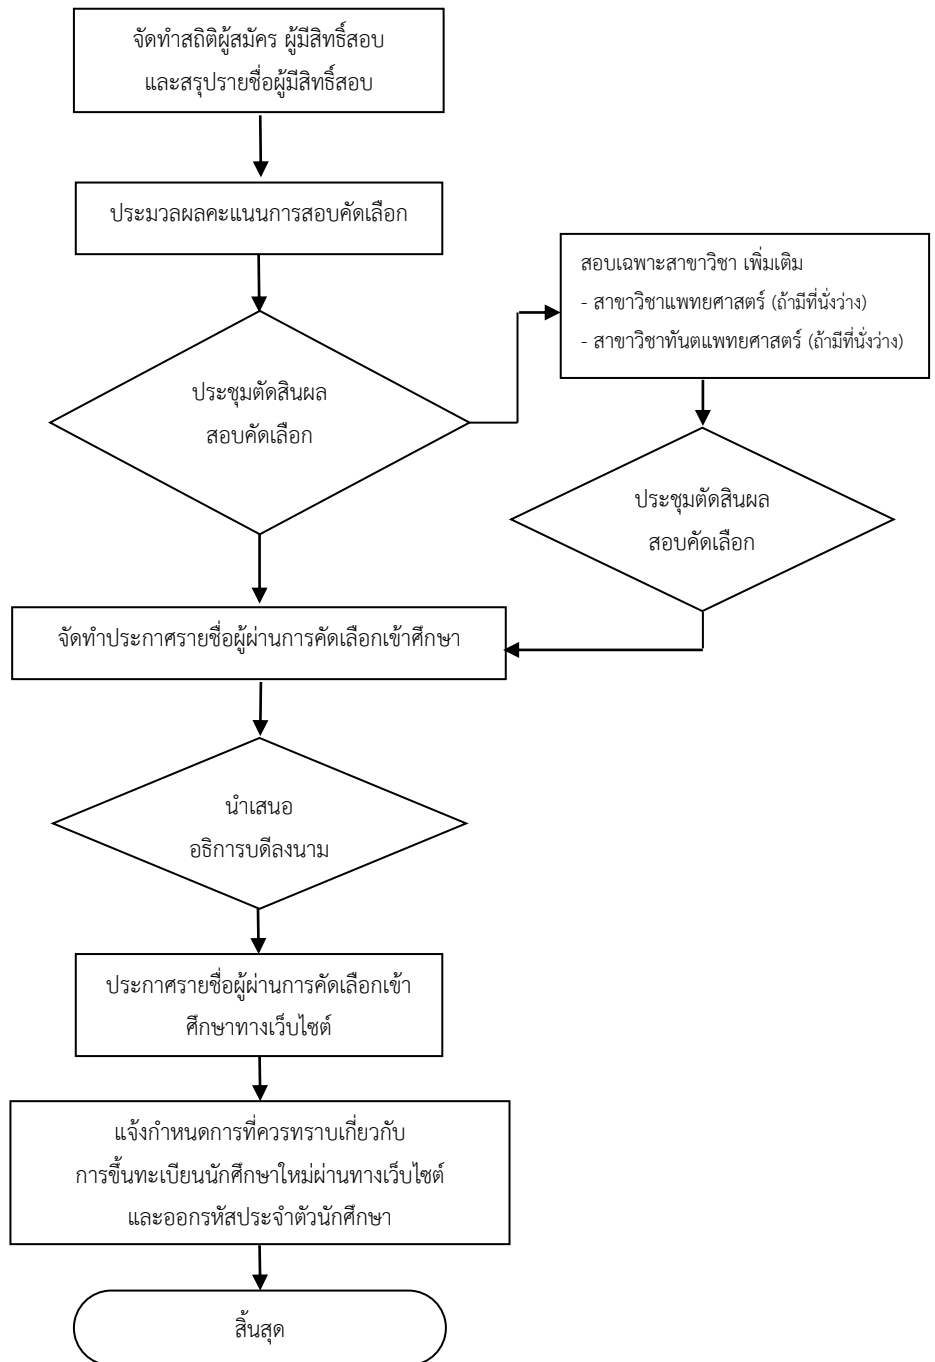 จัดทำสถิติผู้สมัคร ผู้มีสิทธิ์สอบ
และสรุปรายชื่อผู้มีสิทธิ์สอบ
ประมวลผลคะแนนการสอบคัดเลือก
สอบเฉพาะสาขาวิชา เพิ่มเติม
- สาขาวิชาแพทยศาสตร์ (ถ้ามีที่นั่งว่าง)
- สาขาวิชาทันตแพทยศาสตร์ (ถ้ามีที่นั่งว่าง)
ประชุมตัดสินผล
สอบคัดเลือก
ประชุมตัดสินผล
สอบคัดเลือก
จัดทำประกาศรายชื่อผู้ผ่านการคัดเลือกเข้าศึกษา
นำเสนอ
อธิการบดีลงนาม
ประกาศรายชื่อผู้ผ่านการคัดเลือกเข้า
ศึกษาทางเว็บไซต์
แจ้งกำหนดการที่ควรทราบเกี่ยวกับ
การขึ้นทะเบียนนักศึกษาใหม่ผ่านทางเว็บไซต์
และออกรหัสประจำตัวนักศึกษา
สิ้นสุด